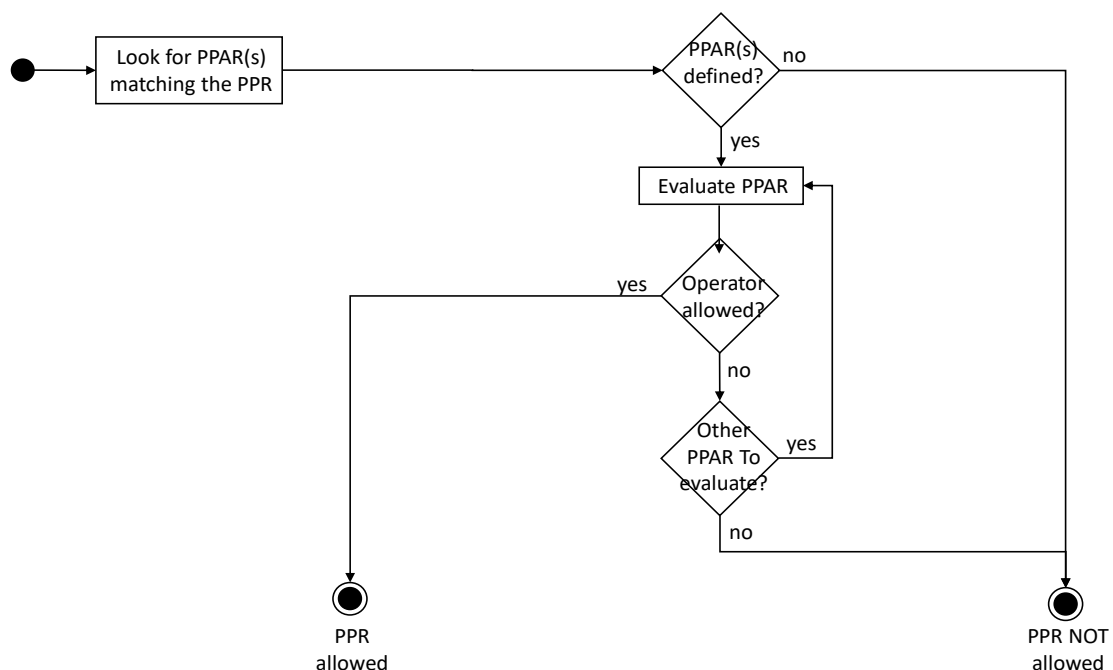 Look for PPAR(s)
matching the PPR
PPAR(s)
defined?
no
yes
Evaluate PPAR
yes
Operator
allowed?
no
Other
PPAR To
evaluate?
yes
no
PPR
allowed
PPR NOT
allowed